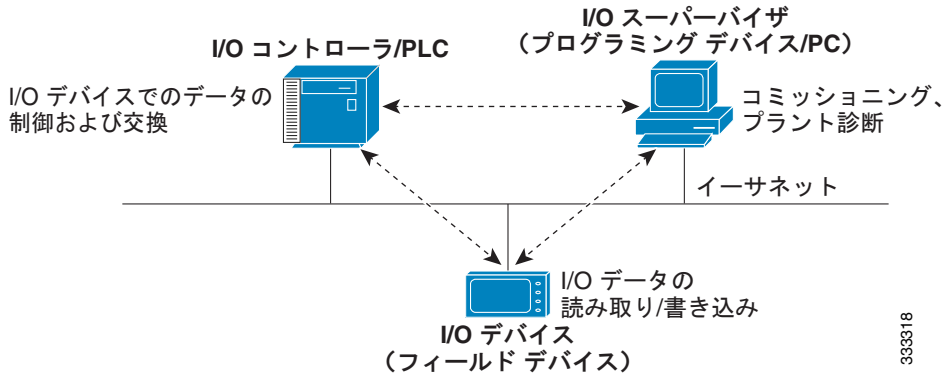 I/O スーパーバイザ
（プログラミング デバイス/PC）
I/O コントローラ/PLC
I/O デバイスでのデータの
制御および交換
コミッショニング、
プラント診断
イーサネット
I/O データの
読み取り/書き込み
I/O デバイス
（フィールド デバイス）
333318